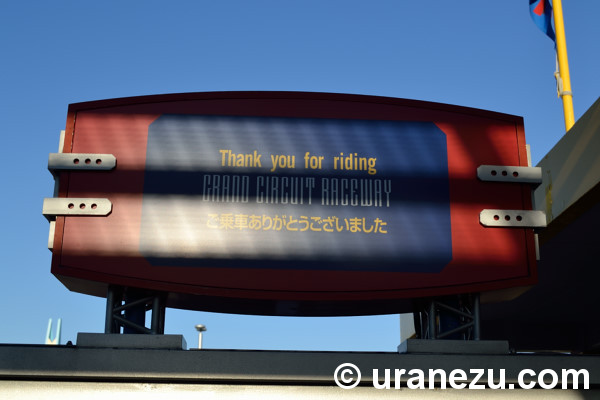 Thank you for riding
GRAND CIRCUIT RACEWAY
ご乗車ありがとうございました
© uranezu.com